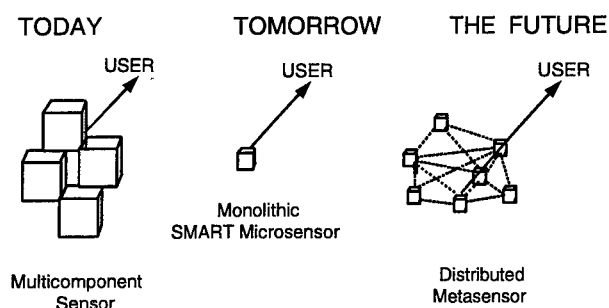 TODAY
TOMORROW
THE FUTURE
USER
USER
USER
Monolithic
SMART Microsensor
Multicomponent
Sensor
Distributed
Metasensor